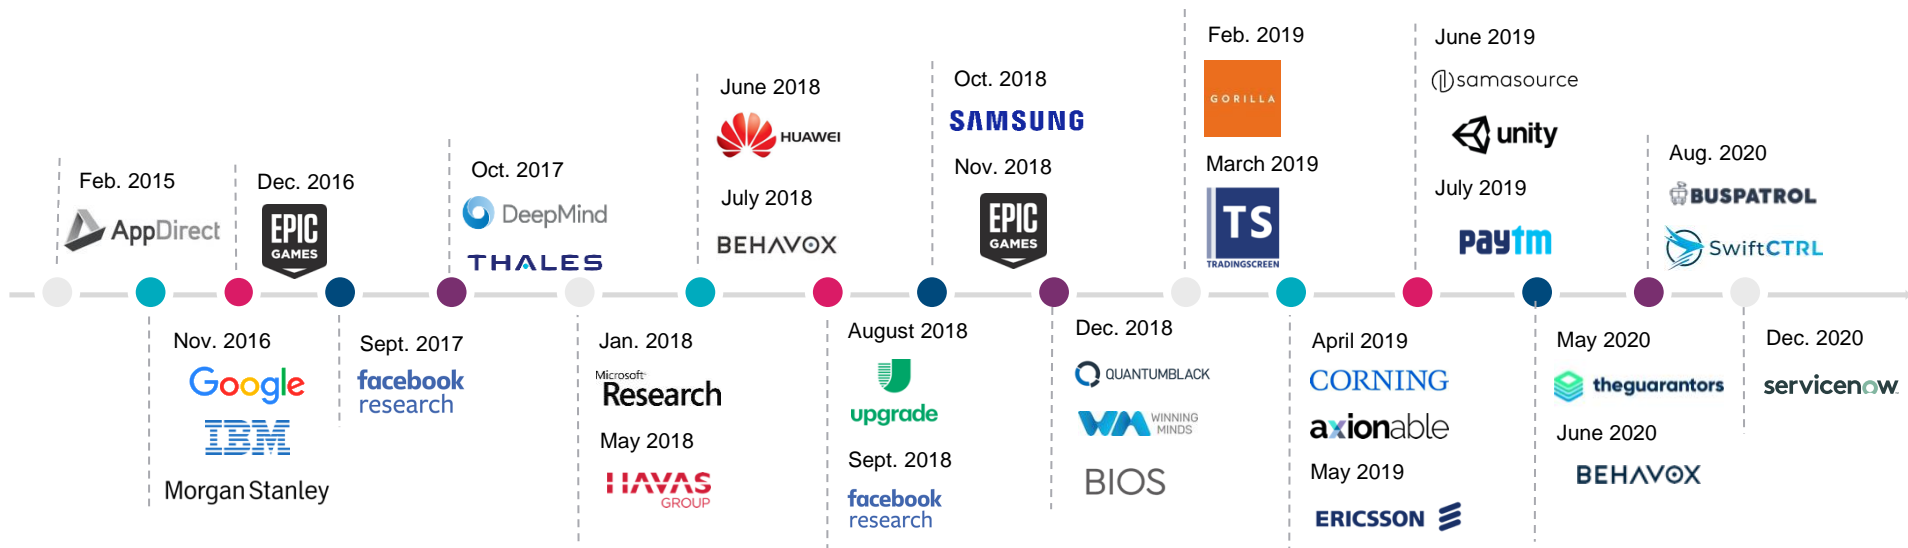 Feb. 2015
AppDirect
Nov. 2016
Google
IBM
Morgan Stanley
Dec. 2016
EPIC
GAMES
Sept. 2017
facebook
research
Oct. 2017
DeepMind
THALES
Jan. 2018
Microsoft
Research
May 2018
HAVAS
GROUP
June 2018
HUAWEI
July 2018
BEHAVOX
August 2018
upgrade
Sept. 2018
facebook
research
Oct. 2018
SAMSUNG
Nov. 2018
EPIC
GAMES
Dec. 2018
QUANTUMBLACK
WM WINNING
MINDS
BIOS
Feb. 2019
GORILLA
March 2019
TS
TRADINGSCREEN
April 2019
CORNING
axionable
May 2019
ERICSSON
June 2019
samasource
unity
July 2019
paytm
May 2020
theguarantors
June 2020
BEHAVOX
Aug. 2020
BUSPATROL
SwiftCTRL
Dec. 2020
servicenow